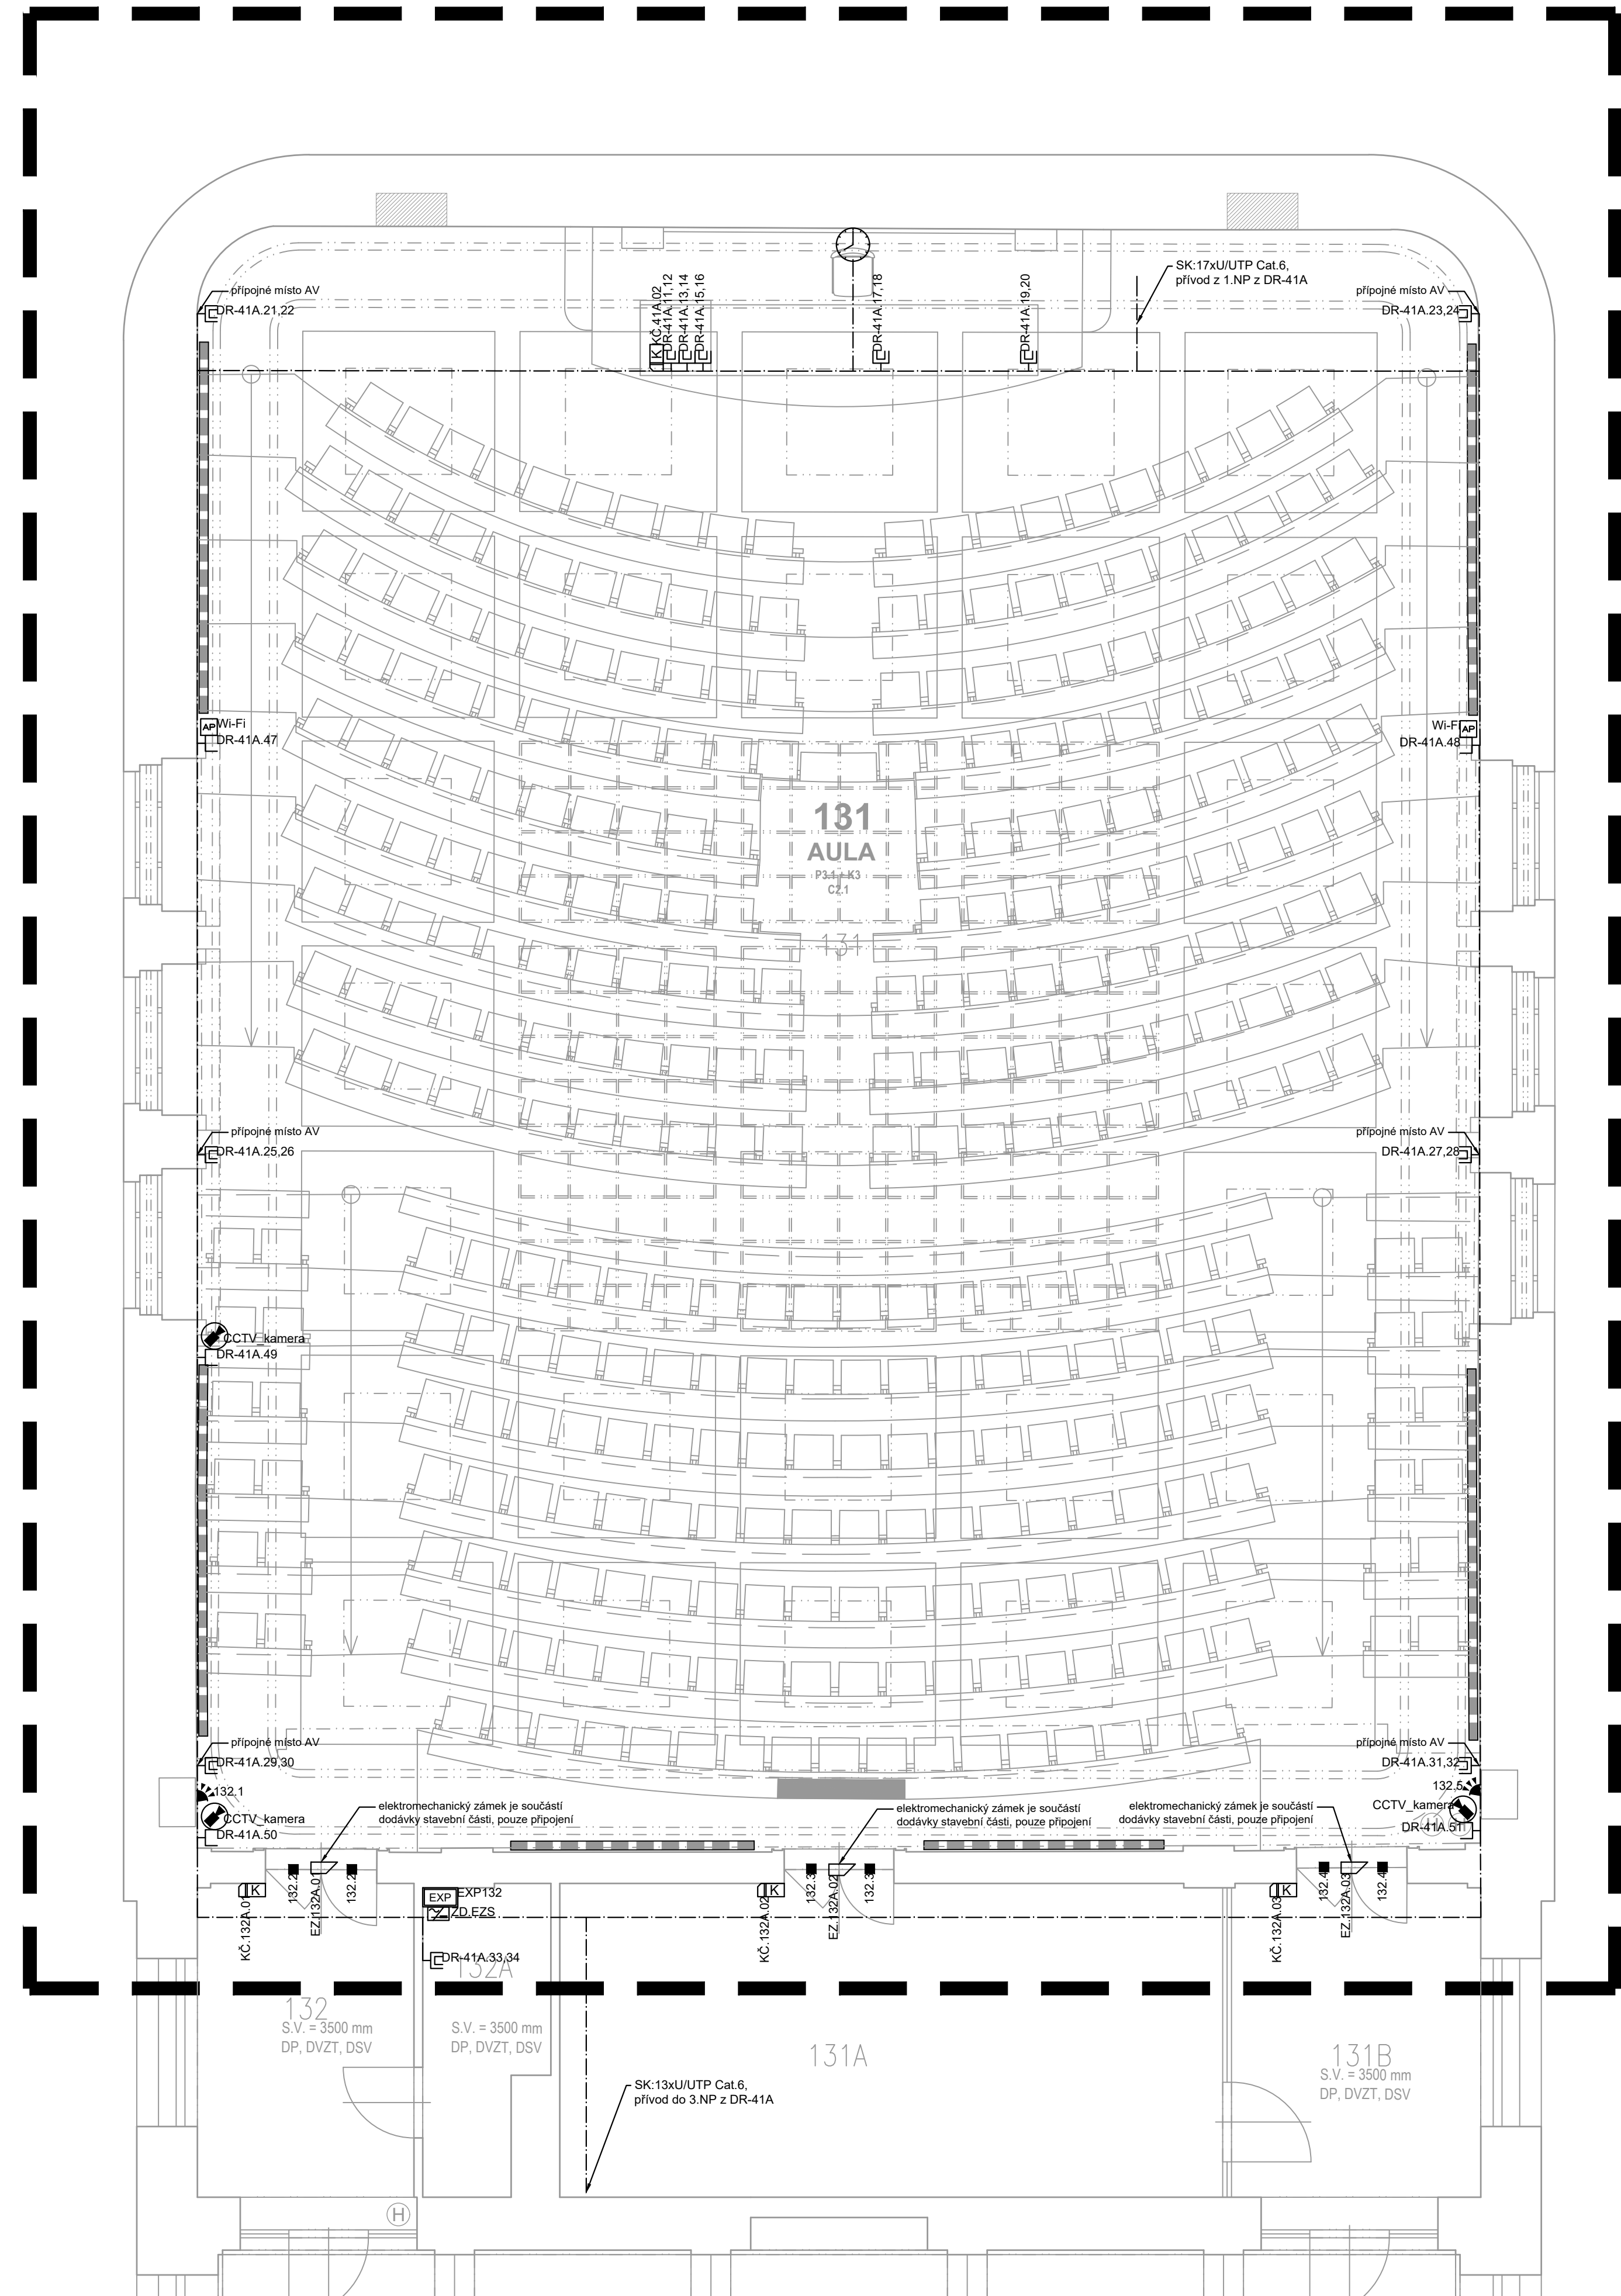 SK:17xU/UTP Cat.6,
přívod z 1.NP z DR-41A
přípojné místo AV
DR-41A.21,22
K
KČ.41A.02
DR-41A.11,12
DR-41A.13,14
DR-41A.15,16
DR-41A.17,18
DR-41A.19,20
přípojné místo AV
DR-41A.23,24
AP
Wi-Fi
DR-41A.47
Wi-Fi
AP
DR-41A.48
131
AULA
P3.1 + K3
C2.1
131
přípojné místo AV
DR-41A.25,26
přípojné místo AV
DR-41A.27,28
CCTV_kamera
DR-41A.49
přípojné místo AV
DR-41A.29,30
přípojné místo AV
DR-41A.31,32
132.1
132.5
CCTV_kamera
DR-41A.50
CCTV_kamera
DR-41A.51
elektromechanický zámek je součástí
dodávky stavební části, pouze připojení
elektromechanický zámek je součástí
dodávky stavební části, pouze připojení
elektromechanický zámek je součástí
dodávky stavební části, pouze připojení
K
KČ.132A.01
132.2
EZ.132A.01
132.2
EXP
EXP132
ZD.EZS
DR-41A.33,34
K
KČ.132A.02
132.3
EZ.132A.02
132.3
K
KČ.132A.03
132.4
EZ.132A.03
132.4
132A
132
S.V. = 3500 mm
DP, DVZT, DSV
S.V. = 3500 mm
DP, DVZT, DSV
131A
131B
S.V. = 3500 mm
DP, DVZT, DSV
SK:13xU/UTP Cat.6,
přívod do 3.NP z DR-41A
H